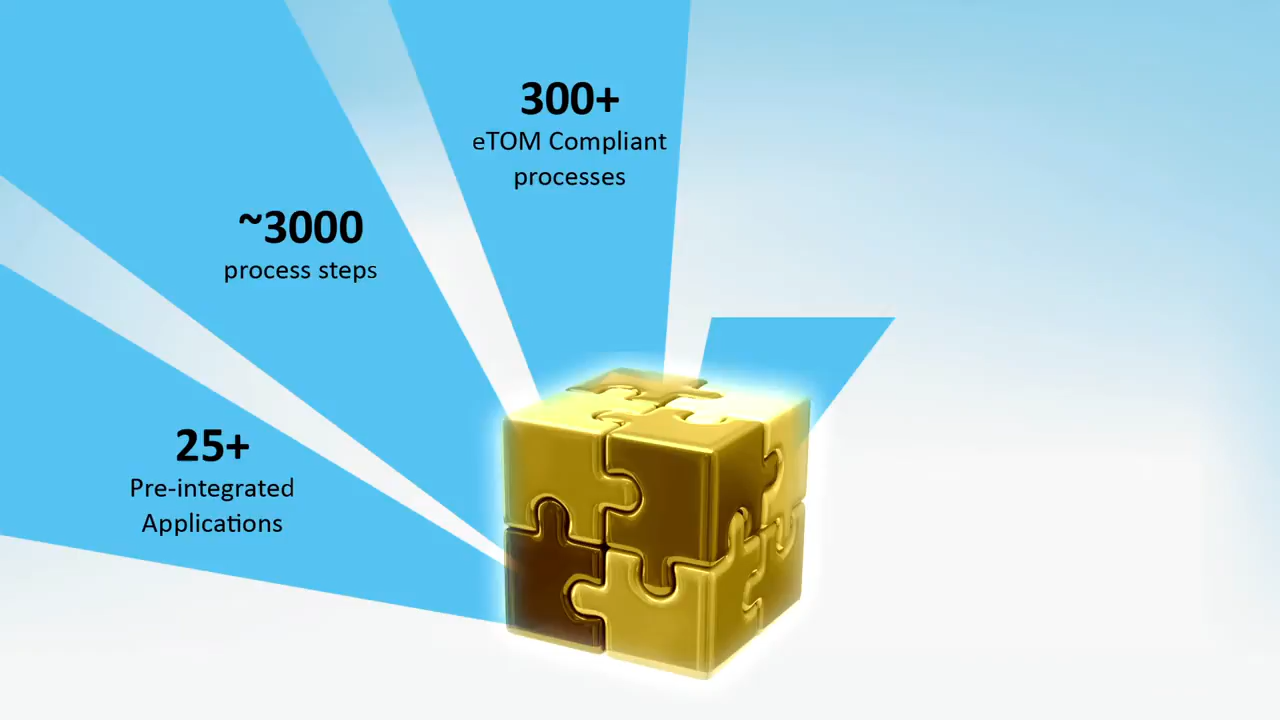 300+
eTOM Compliant
processes
~3000
process steps
25+
Pre-integrated
Applications